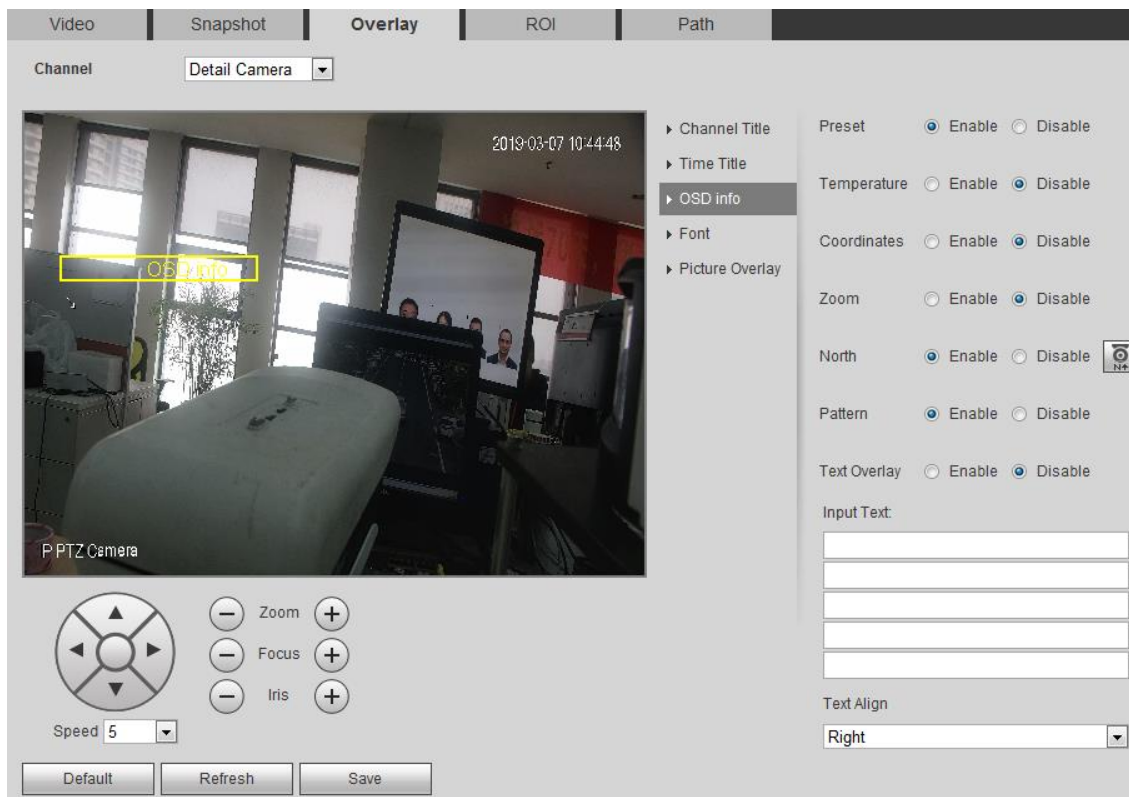 Video Snapshot Overlay ROI Path
Channel Detail Camera
2019-03-07 10:44:48
OSD info
P PTZ Camera
Channel Title
Time Title
OSD info
Font
Picture Overlay
Preset Enable Disable
Temperature Enable Disable
Coordinates Enable Disable
Zoom Enable Disable
North Enable Disable
N
Pattern Enable Disable
Text Overlay Enable Disable
Input Text:
Text Align
Right
Zoom
Focus
Iris
Speed 5
Default Refresh Save